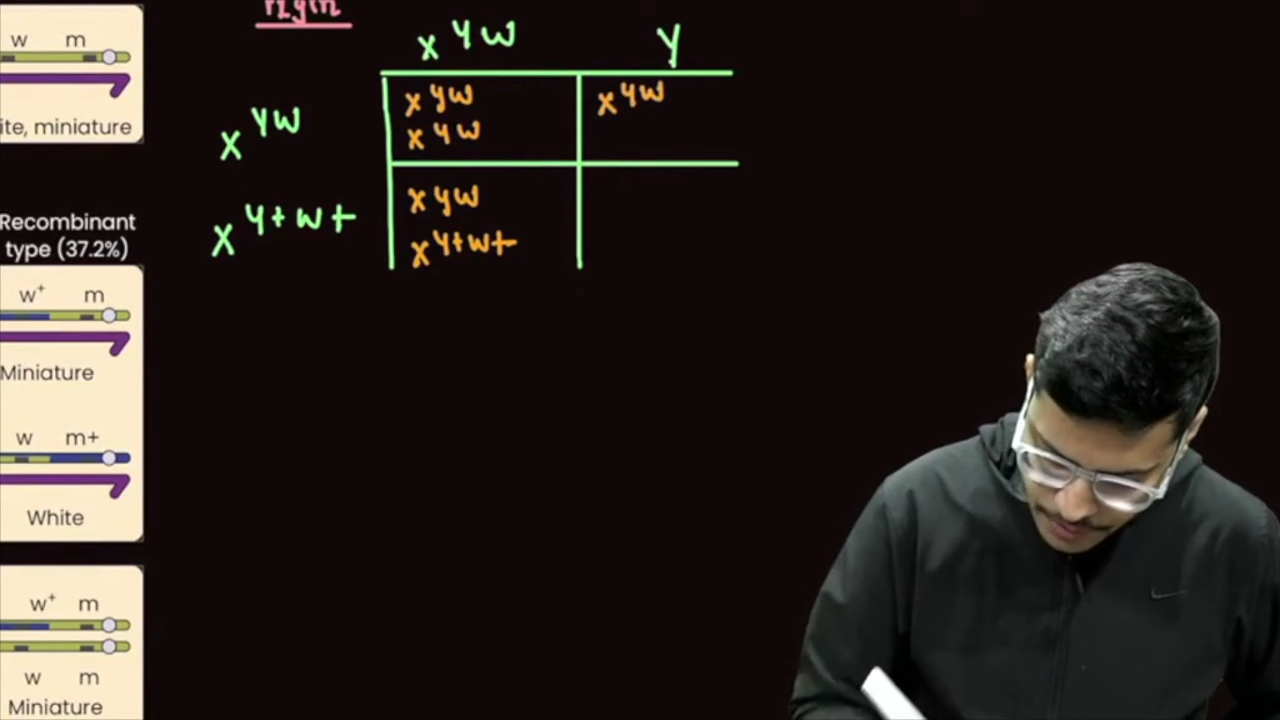 w m
ite, miniature
Recombinant
type (37.2%)
w⁺ m
Miniature
w m+
White
w⁺ m
w m
Miniature
x yw y
x yw
x y+w+
x yw x yw
x yw
x yw
x y+w+